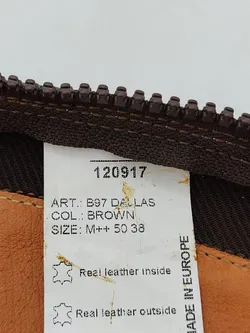 120917
ART.: B97 DALLAS
COL.: BROWN
SIZE: M++ 50 38
Real leather inside
Real leather outside
MADE IN EUROPE